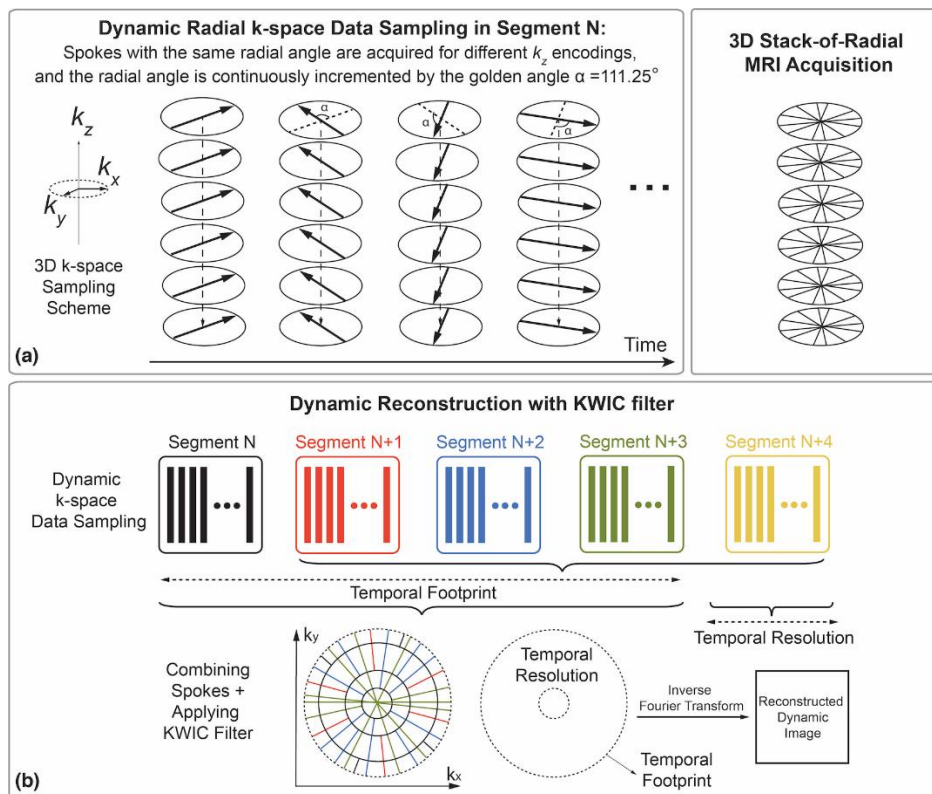 Dynamic Radial k-space Data Sampling in Segment N:
Spokes with the same radial angle are acquired for different kz encodings,
and the radial angle is continuously incremented by the golden angle α =111.25°
kz
kx
ky
3D k-space
Sampling
Scheme
α
α
α
...
Time
(a)
3D Stack-of-Radial
MRI Acquisition
Dynamic Reconstruction with KWIC filter
Segment N
Segment N+1
Segment N+2
Segment N+3
Segment N+4
Dynamic
k-space
Data Sampling
...
...
...
...
...
Temporal Footprint
Temporal Resolution
Combining
Spokes +
Applying
KWIC Filter
ky
kx
Temporal
Resolution
Inverse
Fourier Transform
Reconstructed
Dynamic
Image
Temporal
Footprint
(b)